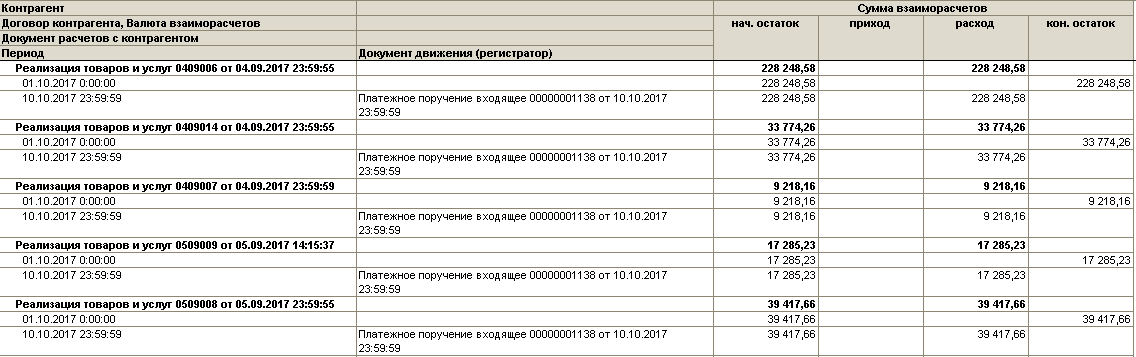 Контрагент Сумма взаиморасчетов
Договор контрагента, Валюта взаиморасчетов нач. остаток приход расход кон. остаток
Документ расчетов с контрагентом
Период Документ движения (регистратор)
Реализация товаров и услуг 0409006 от 04.09.2017 23:59:55 228 248,58 228 248,58
01.10.2017 0:00:00 228 248,58 228 248,58
10.10.2017 23:59:59 Платежное поручение входящее 00000001138 от 10.10.2017 228 248,58 228 248,58
23:59:59
Реализация товаров и услуг 0409014 от 04.09.2017 23:59:55 33 774,26 33 774,26
01.10.2017 0:00:00 33 774,26 33 774,26
10.10.2017 23:59:59 Платежное поручение входящее 00000001138 от 10.10.2017 33 774,26 33 774,26
23:59:59
Реализация товаров и услуг 0409007 от 04.09.2017 23:59:59 9 218,16 9 218,16
01.10.2017 0:00:00 9 218,16 9 218,16
10.10.2017 23:59:59 Платежное поручение входящее 00000001138 от 10.10.2017 9 218,16 9 218,16
23:59:59
Реализация товаров и услуг 0509009 от 05.09.2017 14:15:37 17 285,23 17 285,23
01.10.2017 0:00:00 17 285,23 17 285,23
10.10.2017 23:59:59 Платежное поручение входящее 00000001138 от 10.10.2017 17 285,23 17 285,23
23:59:59
Реализация товаров и услуг 0509008 от 05.09.2017 23:59:55 39 417,66 39 417,66
01.10.2017 0:00:00 39 417,66 39 417,66
10.10.2017 23:59:59 Платежное поручение входящее 00000001138 от 10.10.2017 39 417,66 39 417,66
23:59:59